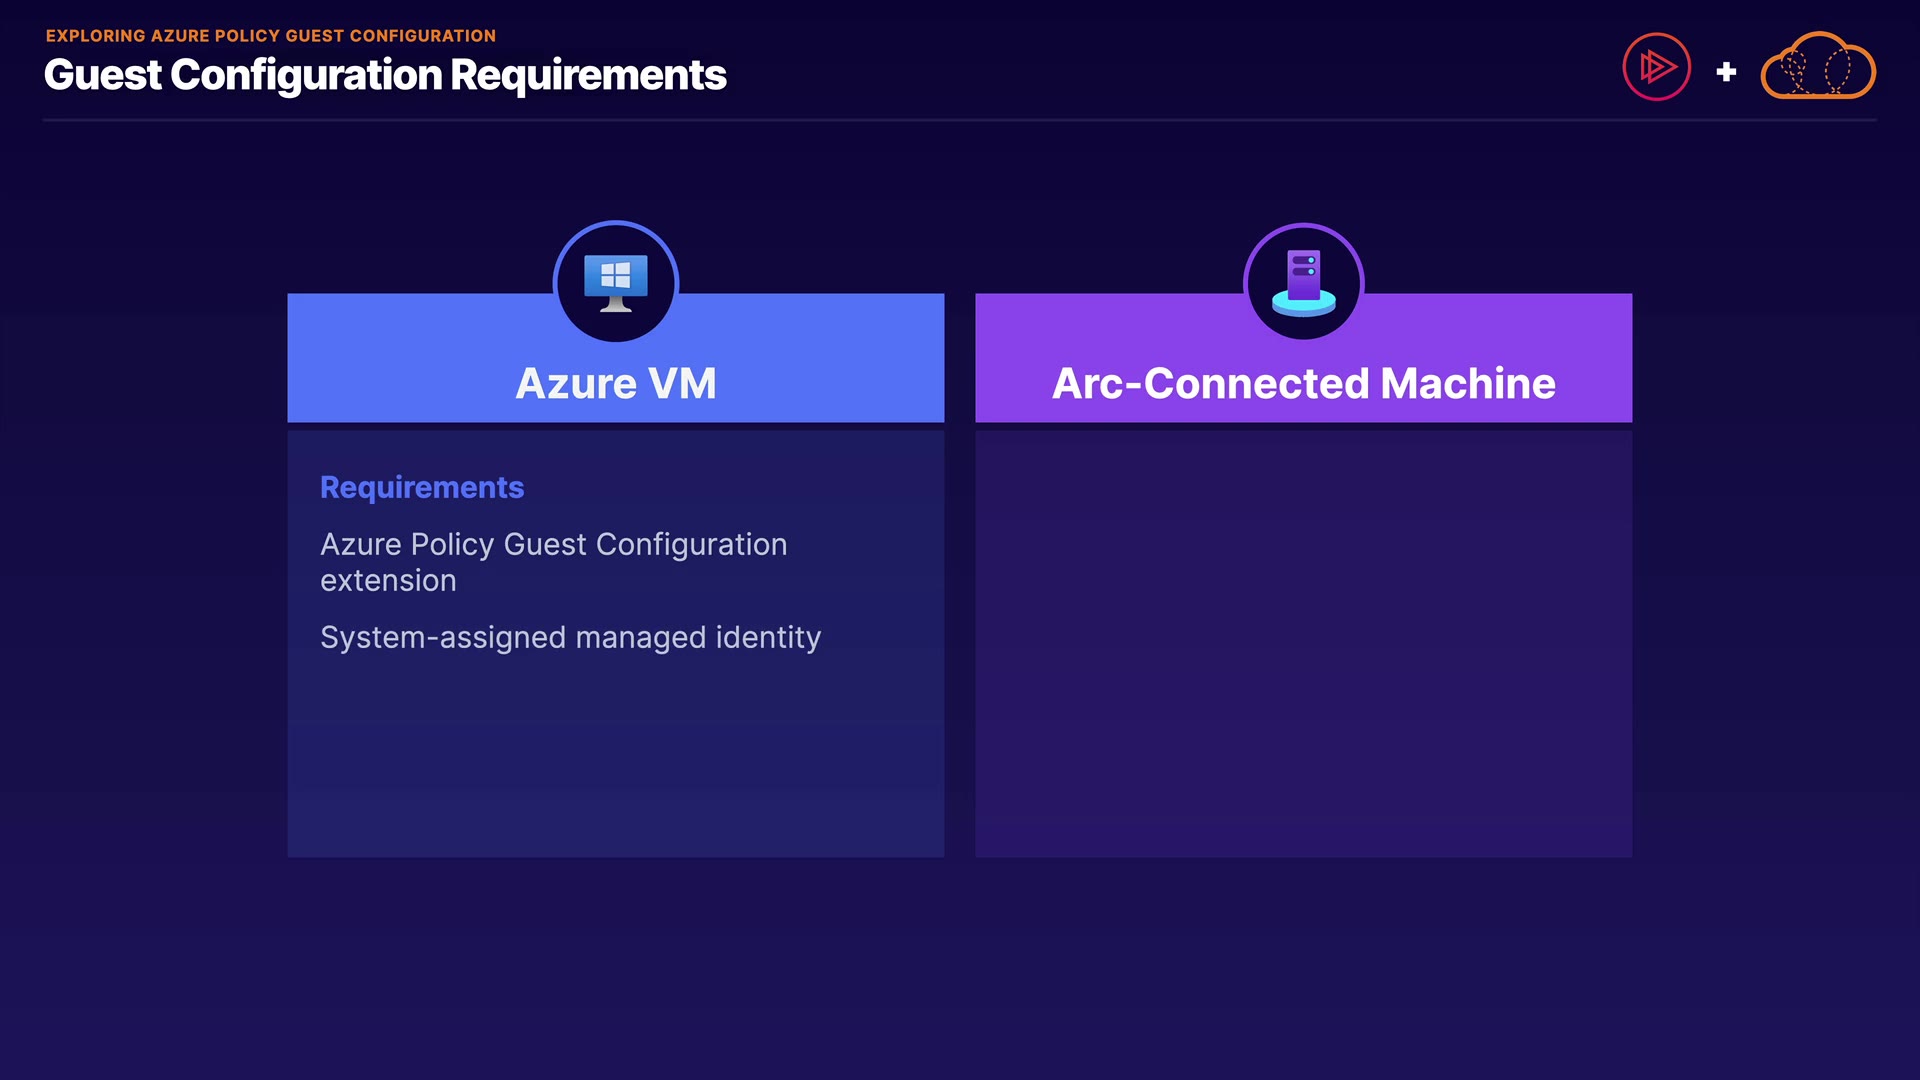 EXPLORING AZURE POLICY GUEST CONFIGURATION
Guest Configuration Requirements
+
Azure VM
Requirements
Azure Policy Guest Configuration
extension
System-assigned managed identity
Arc-Connected Machine